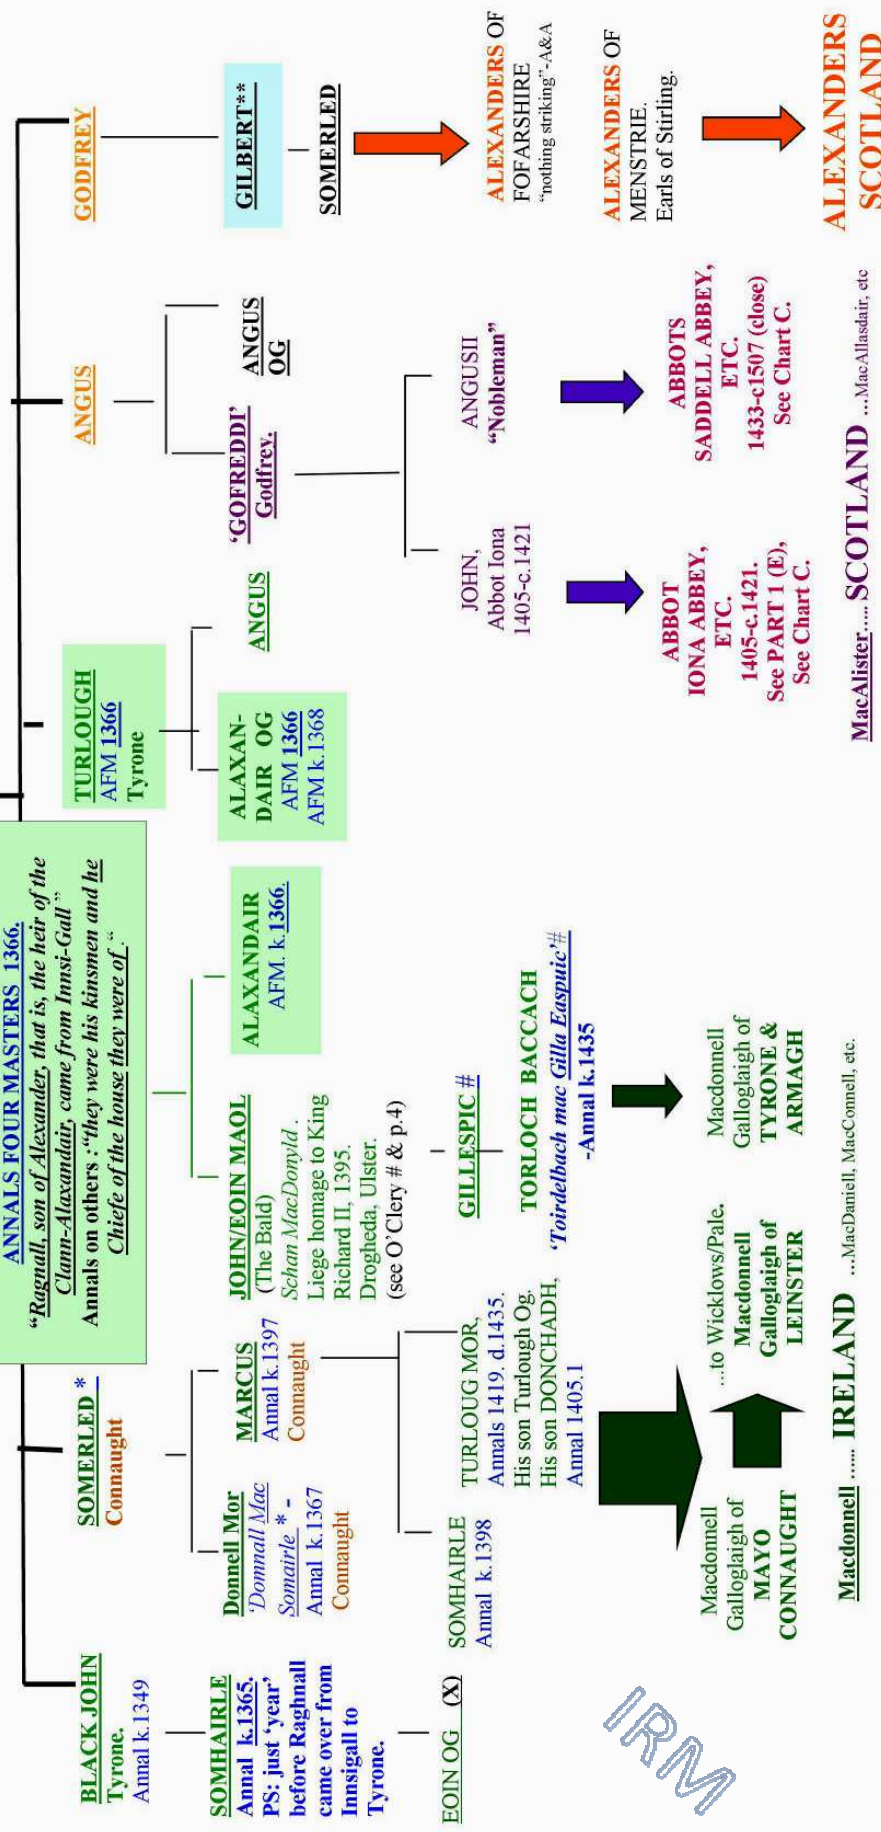 BLACK JOHN
Tyrone.
Annal k.1349
SOMHAIRLE
Annal k.1365.
PS: just ‘year’
before Raghnall
came over from
Innsigall to
Tyrone.
EOIN OG (X)
SOMERLED *
Connaught
Donnell Mor
‘Domnall Mac
Somairle * -
Annal k.1367
Connaught
MARCUS
Annal k.1397
Connaught
SOMHAIRLE
Annal k.1398
TURLOUG MOR,
Annals 1419. d.1435.
His son Turlough Og.
His son DONCHADH,
Annal 1405.1
Macdonnell
Galloglaigh of
MAYO
CONNAUGHT
...to Wicklows/Pale.
Macdonnell
Galloglaigh of
LEINSTER
ANNALS FOUR MASTERS 1366.
“Ragnall, son of Alexander, that is, the heir of the
Clann-Alaxandair, came from Innsi-Gall”
Annals on others :“they were his kinsmen and he
Chiefe of the house they were of.“
JOHN/EOIN MAOL
(The Bald)
Schan MacDonyld .
Liege homage to King
Richard II, 1395.
Drogheda, Ulster.
(see O’Clery # & p.4)
ALAXANDAIR
AFM. k.1366.
GILLESPIC #
TORLOCH BACCACH
‘Toirdelbach mac Gilla Easpuic’#
-Annal k.1435
Macdonnell
Galloglaigh of
TYRONE &
ARMAGH
Macdonnell ...... IRELAND ...MacDaniell, MacConnell, etc.
TURLOUGH
AFM 1366
Tyrone
ALAXAN-
DAIR OG
AFM 1366
AFM k.1368
ANGUS
ANGUS
‘GOFREDDI’
Godfrey.
ANGUS
OG
JOHN,
Abbot Iona
1405-c.1421
ANGUSII
“Nobleman”
ABBOT
IONA ABBEY,
ETC.
1405-c.1421.
See PART 1 (E),
See Chart C.
ABBOTS
SADDELL ABBEY,
ETC.
1433-c1507 (close)
See Chart C.
GODFREY
GILBERT**
SOMERLED
ALEXANDERS OF
FOFARSHIRE
“nothing striking”-A&A
ALEXANDERS OF
MENSTRIE.
Earls of Stirling.
ALEXANDERS
SCOTLAND
MacAlister..... SCOTLAND ...MacAllasdair, etc
IRM